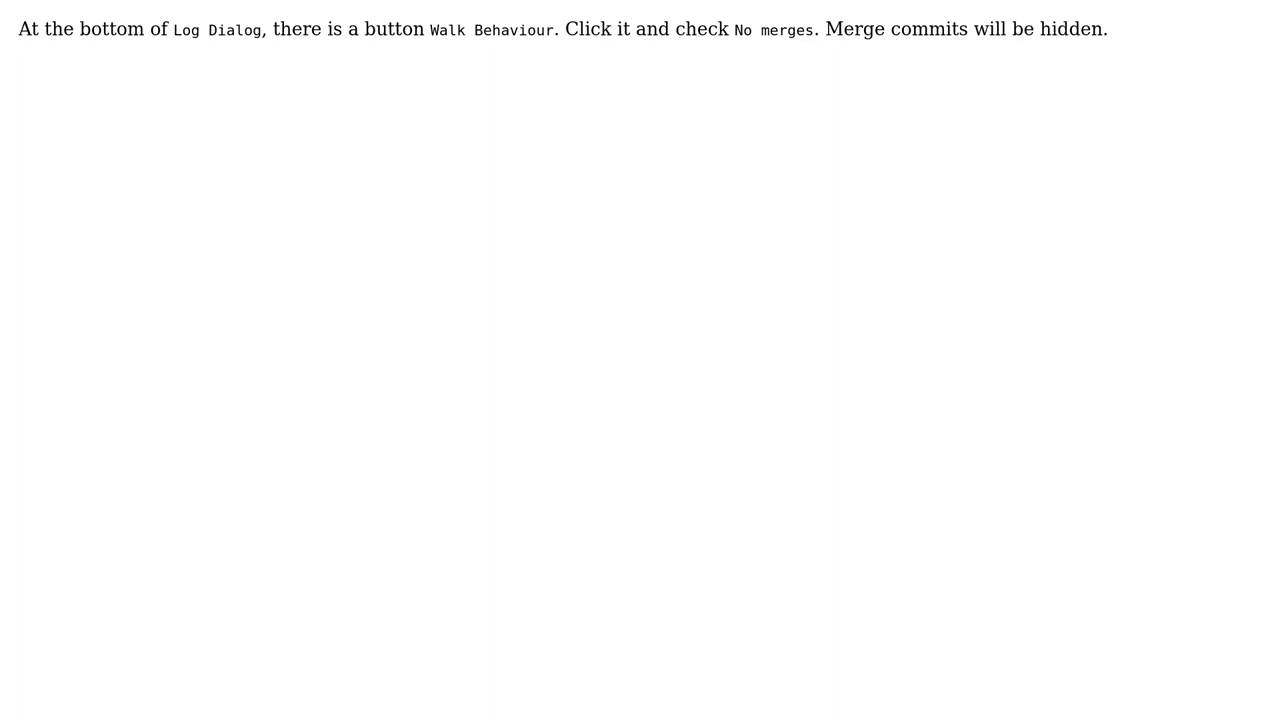 At the bottom of Log Dialog, there is a button Walk Behaviour. Click it and check No merges. Merge commits will be hidden.